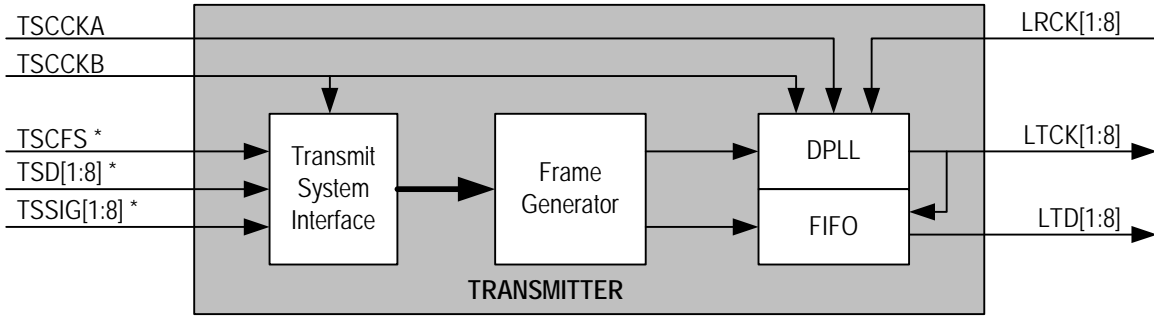 TSCCKA
LRCK[1:8]
TSCCKB
TSCFS *
TSD[1:8] *
TSSIG[1:8] *
Transmit
System
Interface
Frame
Generator
DPLL
FIFO
LTCK[1:8]
LTD[1:8]
TRANSMITTER